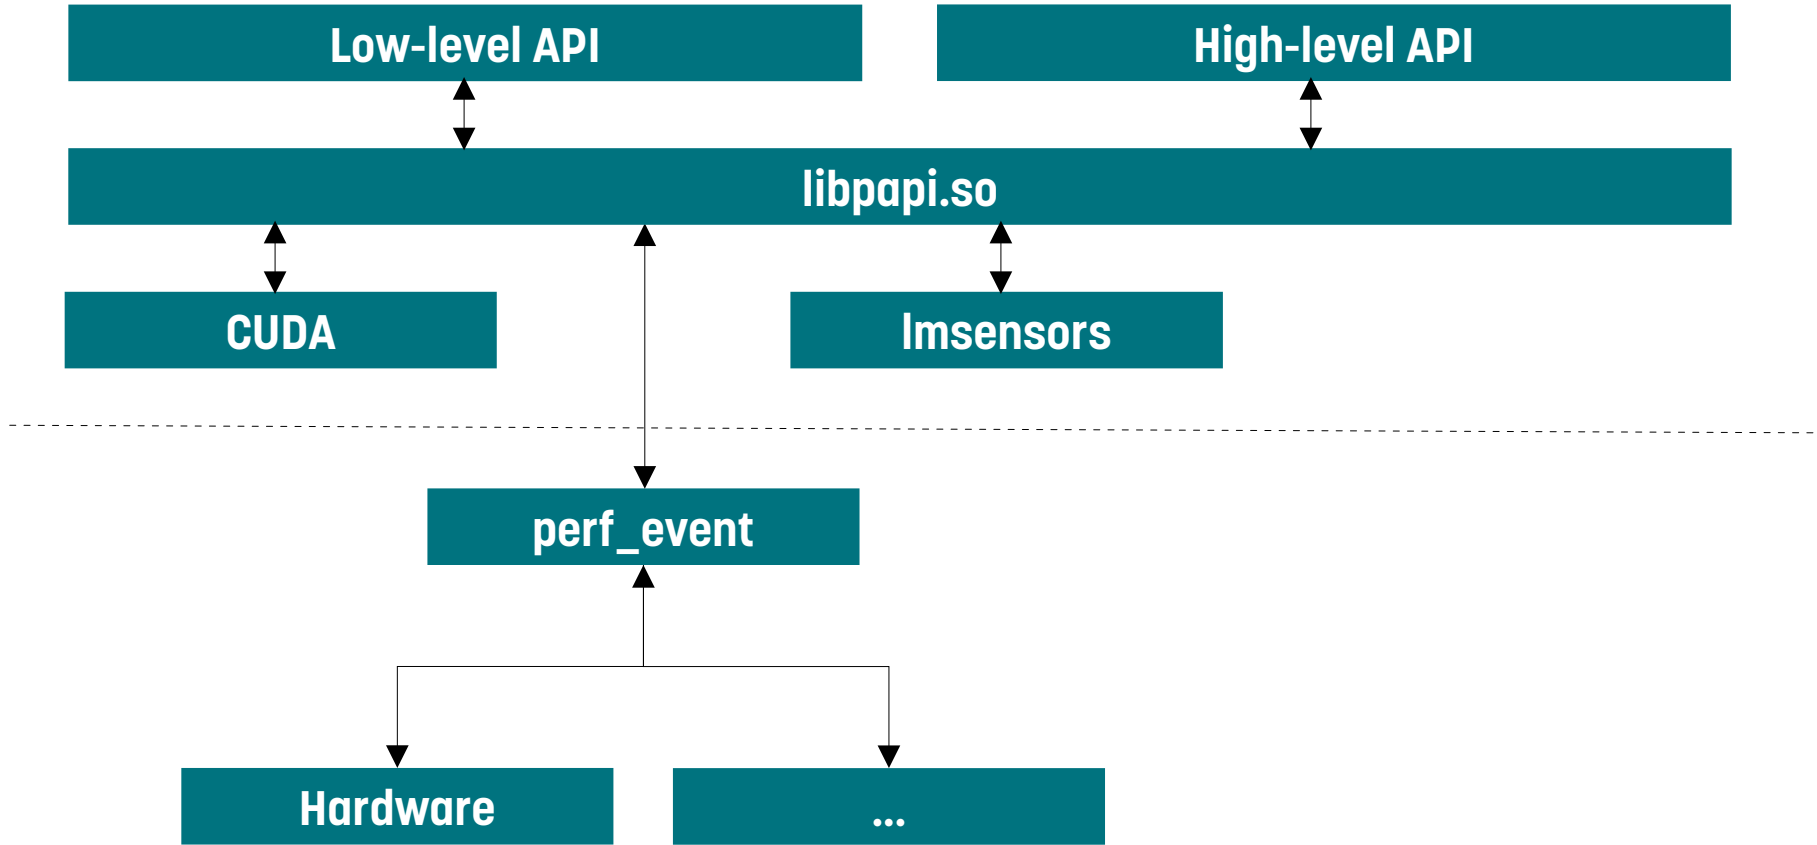 Low-level API
High-level API
libpapi.so
CUDA
lmsensors
perf_event
Hardware
...